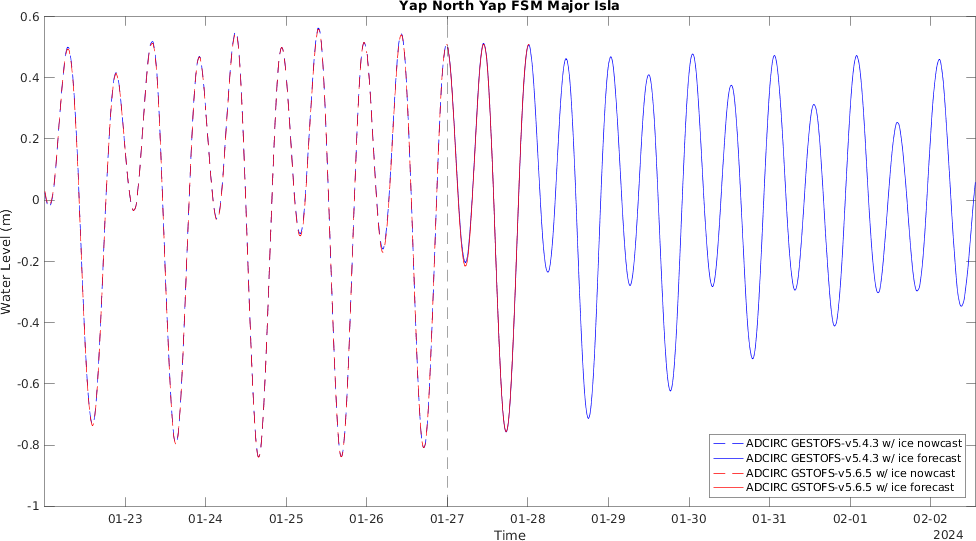 Yap North Yap FSM Major Isla
0.6
0.4
0.2
0
-0.2
-0.4
-0.6
-0.8
-1
Water Level (m)
ADCIRC GESTOFS-v5.4.3 w/ ice nowcast
ADCIRC GESTOFS-v5.4.3 w/ ice forecast
ADCIRC GSTOFS-v5.6.5 w/ ice nowcast
ADCIRC GSTOFS-v5.6.5 w/ ice forecast
01-23 01-24 01-25 01-26 01-27 01-28 01-29 01-30 01-31 02-01 02-02
Time
2024